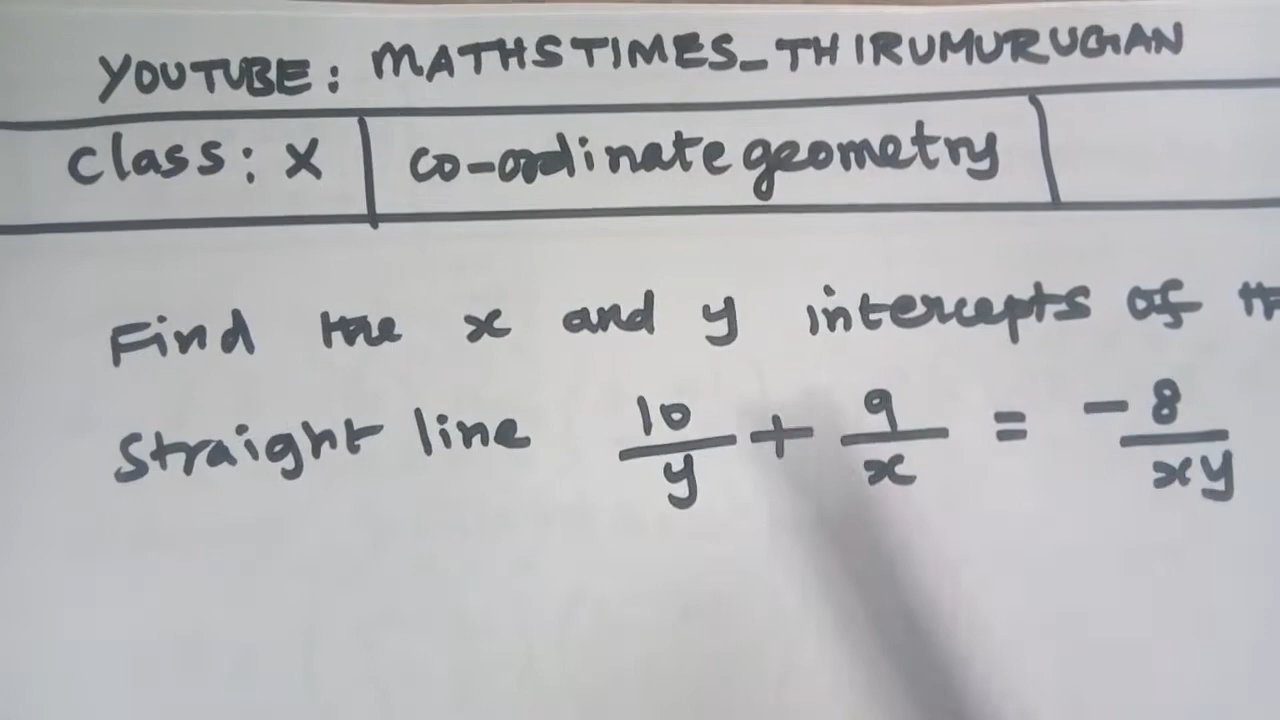 YOUTUBE: MATHSTIMES_THIRUMURUGAN
Class: X | co-ordinate geometry
Find the x and y intercepts of
Straight line 10/y + 9/x = -8/xy